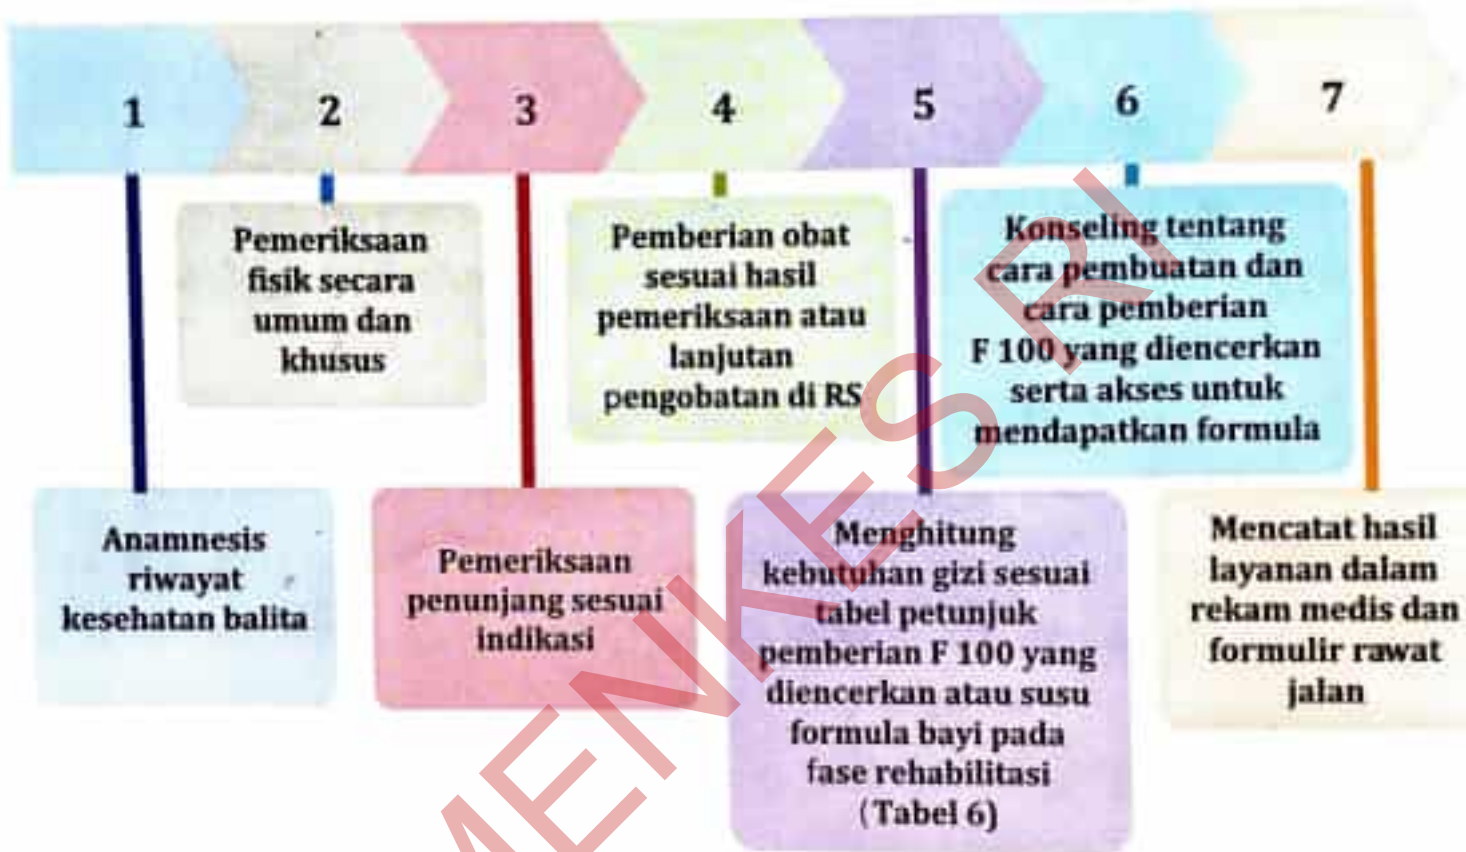 1
2
3
4
5
6
7
Anamnesis
riwayat
kesehatan balita
Pemeriksaan
fisik secara
umum dan
khusus
Pemeriksaan
penunjang sesuai
indikasi
Pemberian obat
sesuai hasil
pemeriksaan atau
lanjutan
pengobatan di RS
Menghitung
kebutuhan gizi sesuai
tabel petunjuk
pemberian F 100 yang
diencerkan atau susu
formula bayi pada
fase rehabilitasi
(Tabel 6)
Konseling tentang
cara pembuatan dan
cara pemberian
F 100 yang diencerkan
serta akses untuk
mendapatkan formula
Mencatat hasil
layanan dalam
rekam medis dan
formulir rawat
jalan
MENKES RI